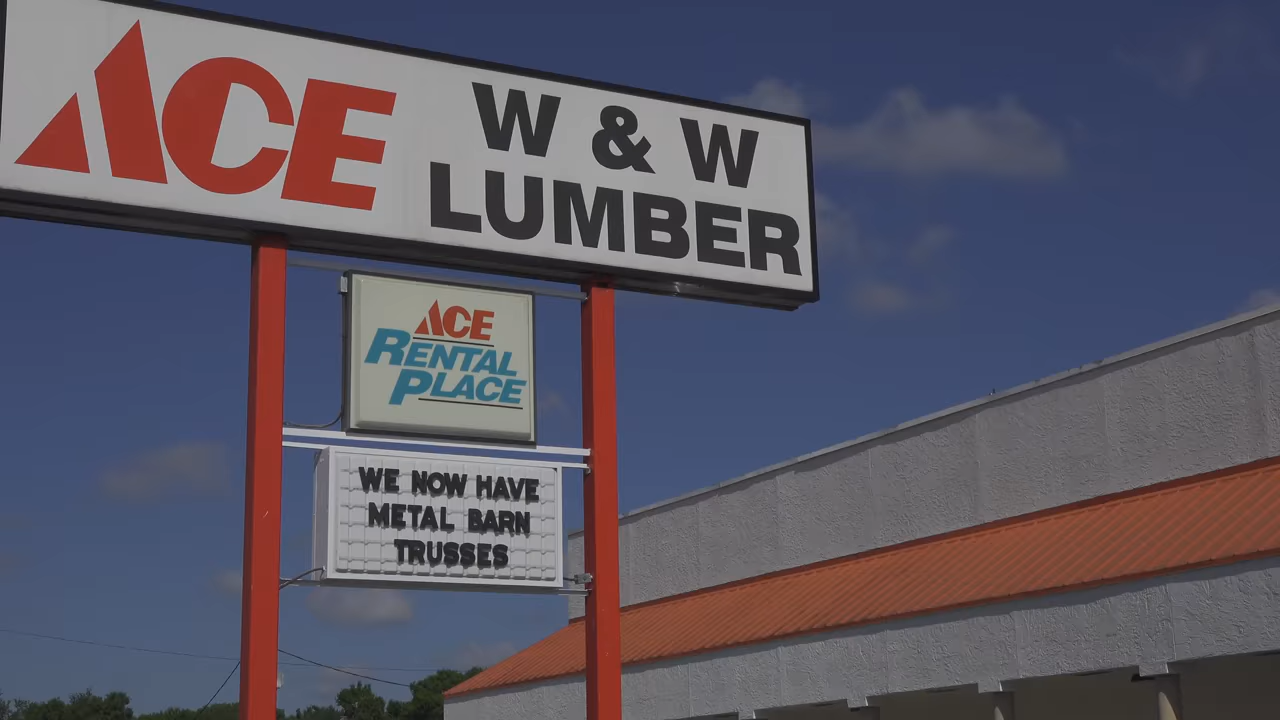 ACE
W & W
LUMBER
ACE
RENTAL
PLACE
WE NOW HAVE
METAL BARN
TRUSSES